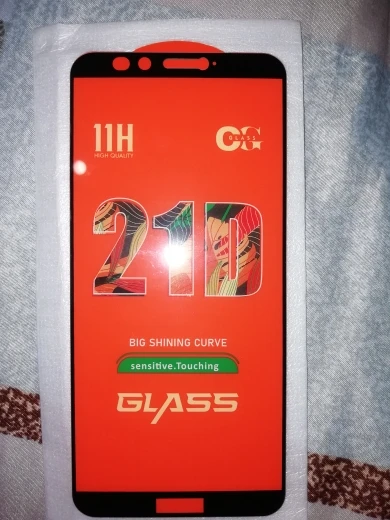 11H
HIGH QUALITY
OG
GLASS
21D
BIG SHINING CURVE
sensitive.Touching
GLASS